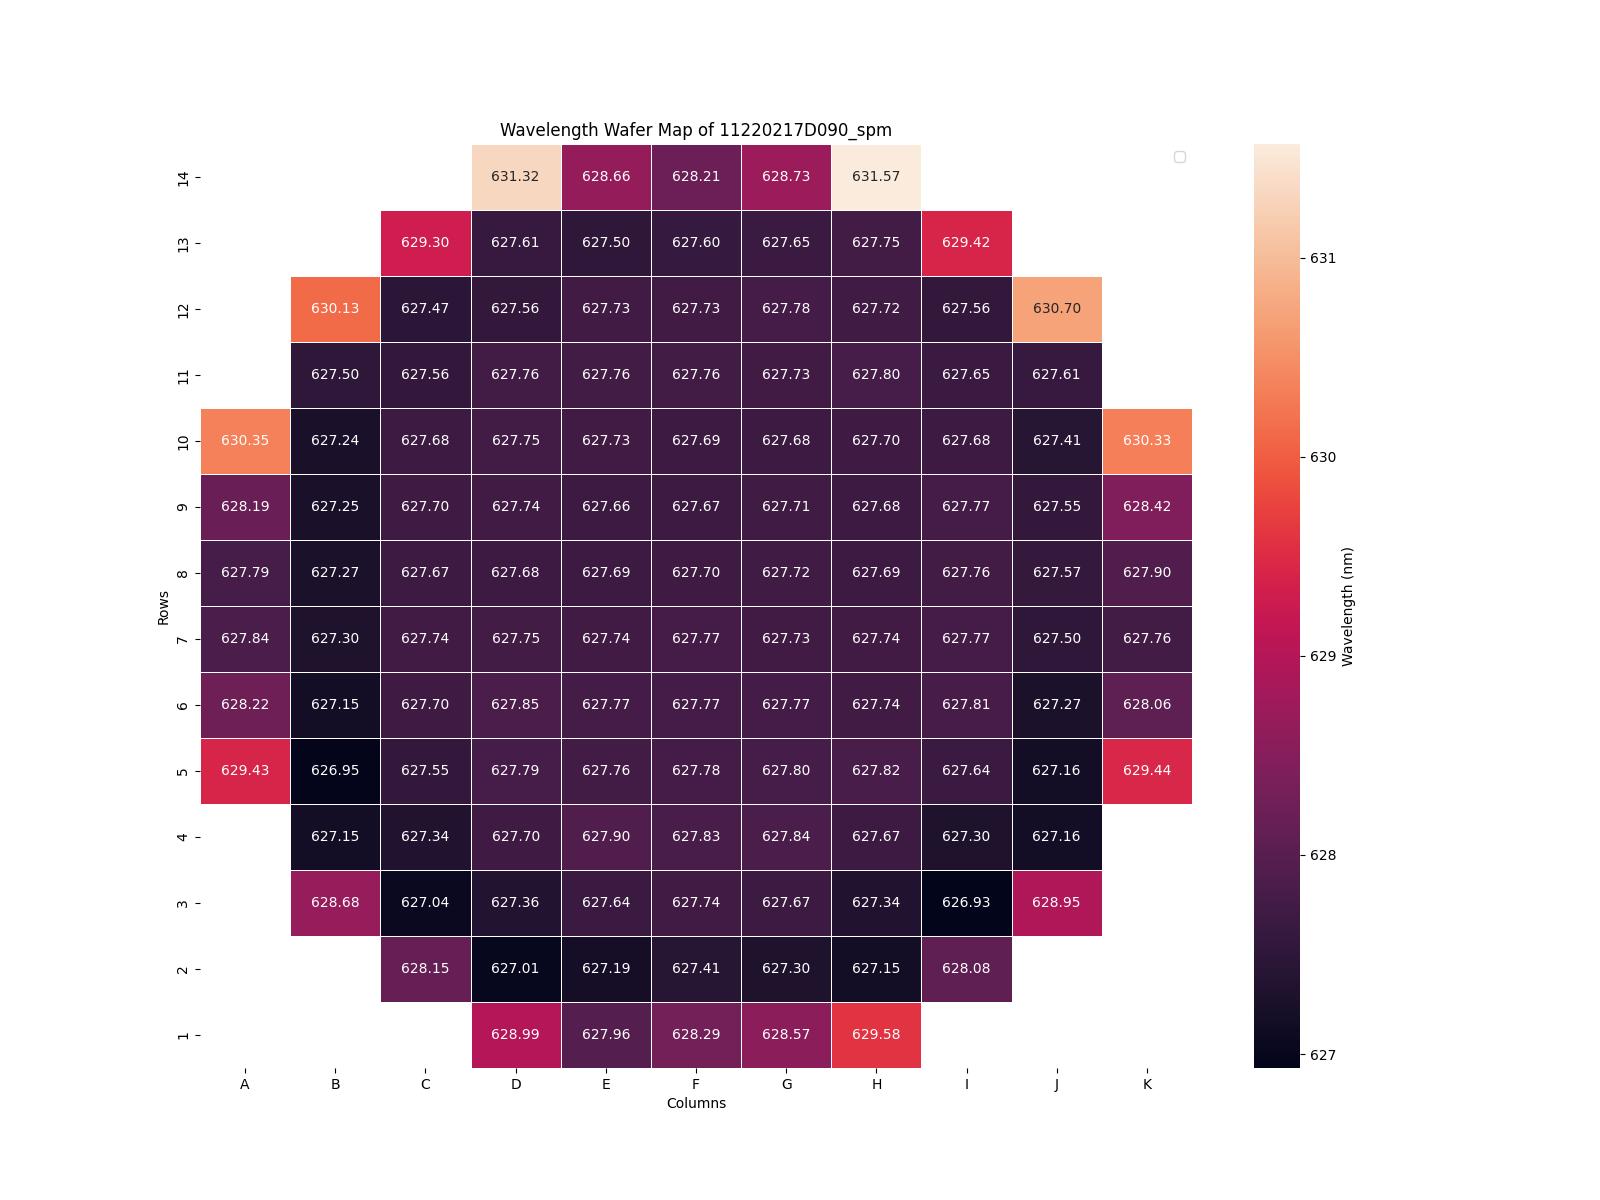 Wavelength Wafer Map of 11220217D090_spm
14 631.32 628.66 628.21 628.73 631.57
13 629.30 627.61 627.50 627.60 627.65 627.75 629.42
631
12 630.13 627.47 627.56 627.73 627.73 627.78 627.72 627.56 630.70
11 627.50 627.56 627.76 627.76 627.76 627.73 627.80 627.65 627.61
10 630.35 627.24 627.68 627.75 627.73 627.69 627.68 627.70 627.68 627.41 630.33
630
9 628.19 627.25 627.70 627.74 627.66 627.67 627.71 627.68 627.77 627.55 628.42
8 627.79 627.27 627.67 627.68 627.69 627.70 627.72 627.69 627.76 627.57 627.90
Rows
Wavelength (nm)
7 627.84 627.30 627.74 627.75 627.74 627.77 627.73 627.74 627.77 627.50 627.76
629
6 628.22 627.15 627.70 627.85 627.77 627.77 627.77 627.74 627.81 627.27 628.06
5 629.43 626.95 627.55 627.79 627.76 627.78 627.80 627.82 627.64 627.16 629.44
4 627.15 627.34 627.70 627.90 627.83 627.84 627.67 627.30 627.16
628
3 628.68 627.04 627.36 627.64 627.74 627.67 627.34 626.93 628.95
2 628.15 627.01 627.19 627.41 627.30 627.15 628.08
1 628.99 627.96 628.29 628.57 629.58
627
A B C D E F G H I J K
Columns